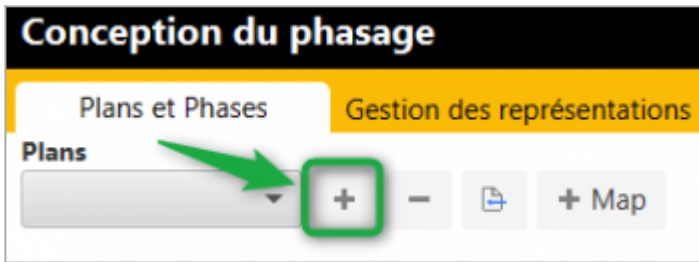 Conception du phasage
Plans et Phases Gestion des représentations
Plans
+ − + Map